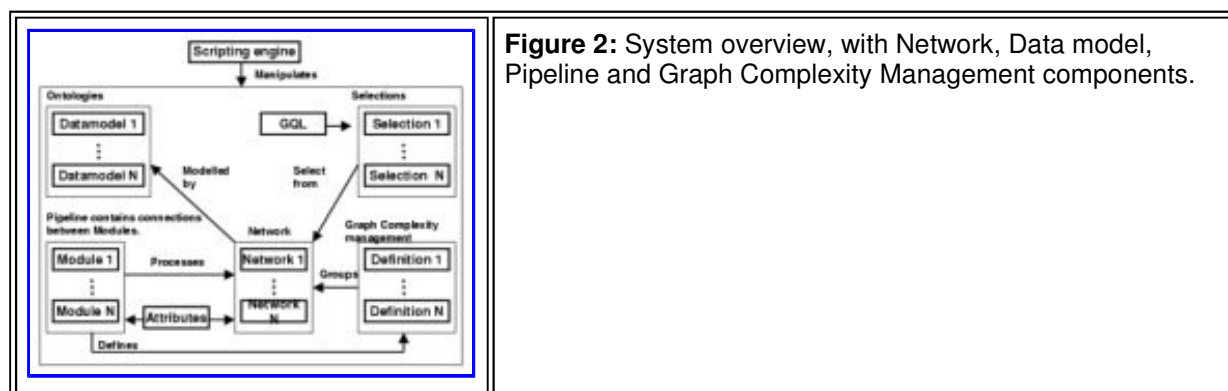 Scripting engine
Manipulates
Ontologies
Selections
Datamodel 1
GQL
Selection 1
Datamodel N
Modelled
by
Select
from
Selection N
Pipeline contains connections
between Modules.
Network
Graph Complexity
management
Module 1
Processes
Network 1
Groups
Definition 1
Module N
Attributes
Network
N
Definition N
Defines
Figure 2: System overview, with Network, Data model,
Pipeline and Graph Complexity Management components.